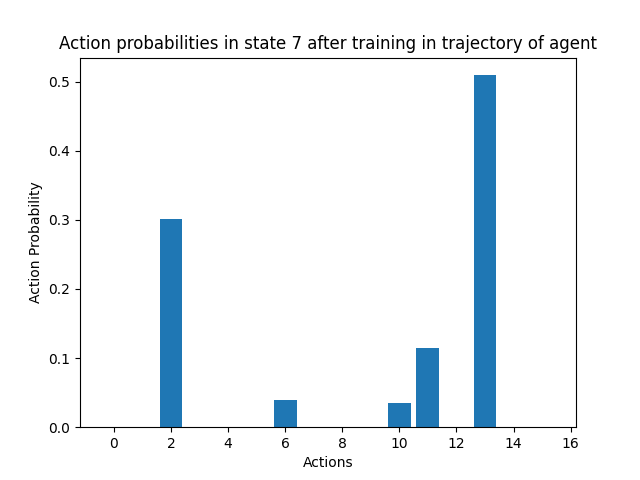 Action probabilities in state 7 after training in trajectory of agent
Action Probability
0.5
0.4
0.3
0.2
0.1
0.0
0 2 4 6 8 10 12 14 16
Actions